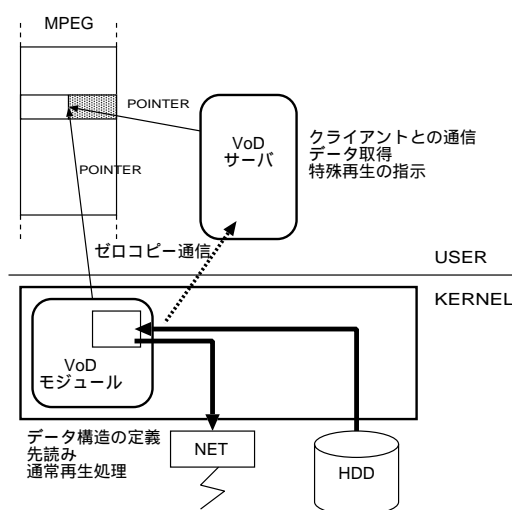 MPEG
POINTER
VoD
サーバ
クライアントとの通信
データ取得
特殊再生の指示
POINTER
ゼロコピー通信
USER
KERNEL
VoD
モジュール
データ構造の定義
先読み
通常再生処理
NET
HDD